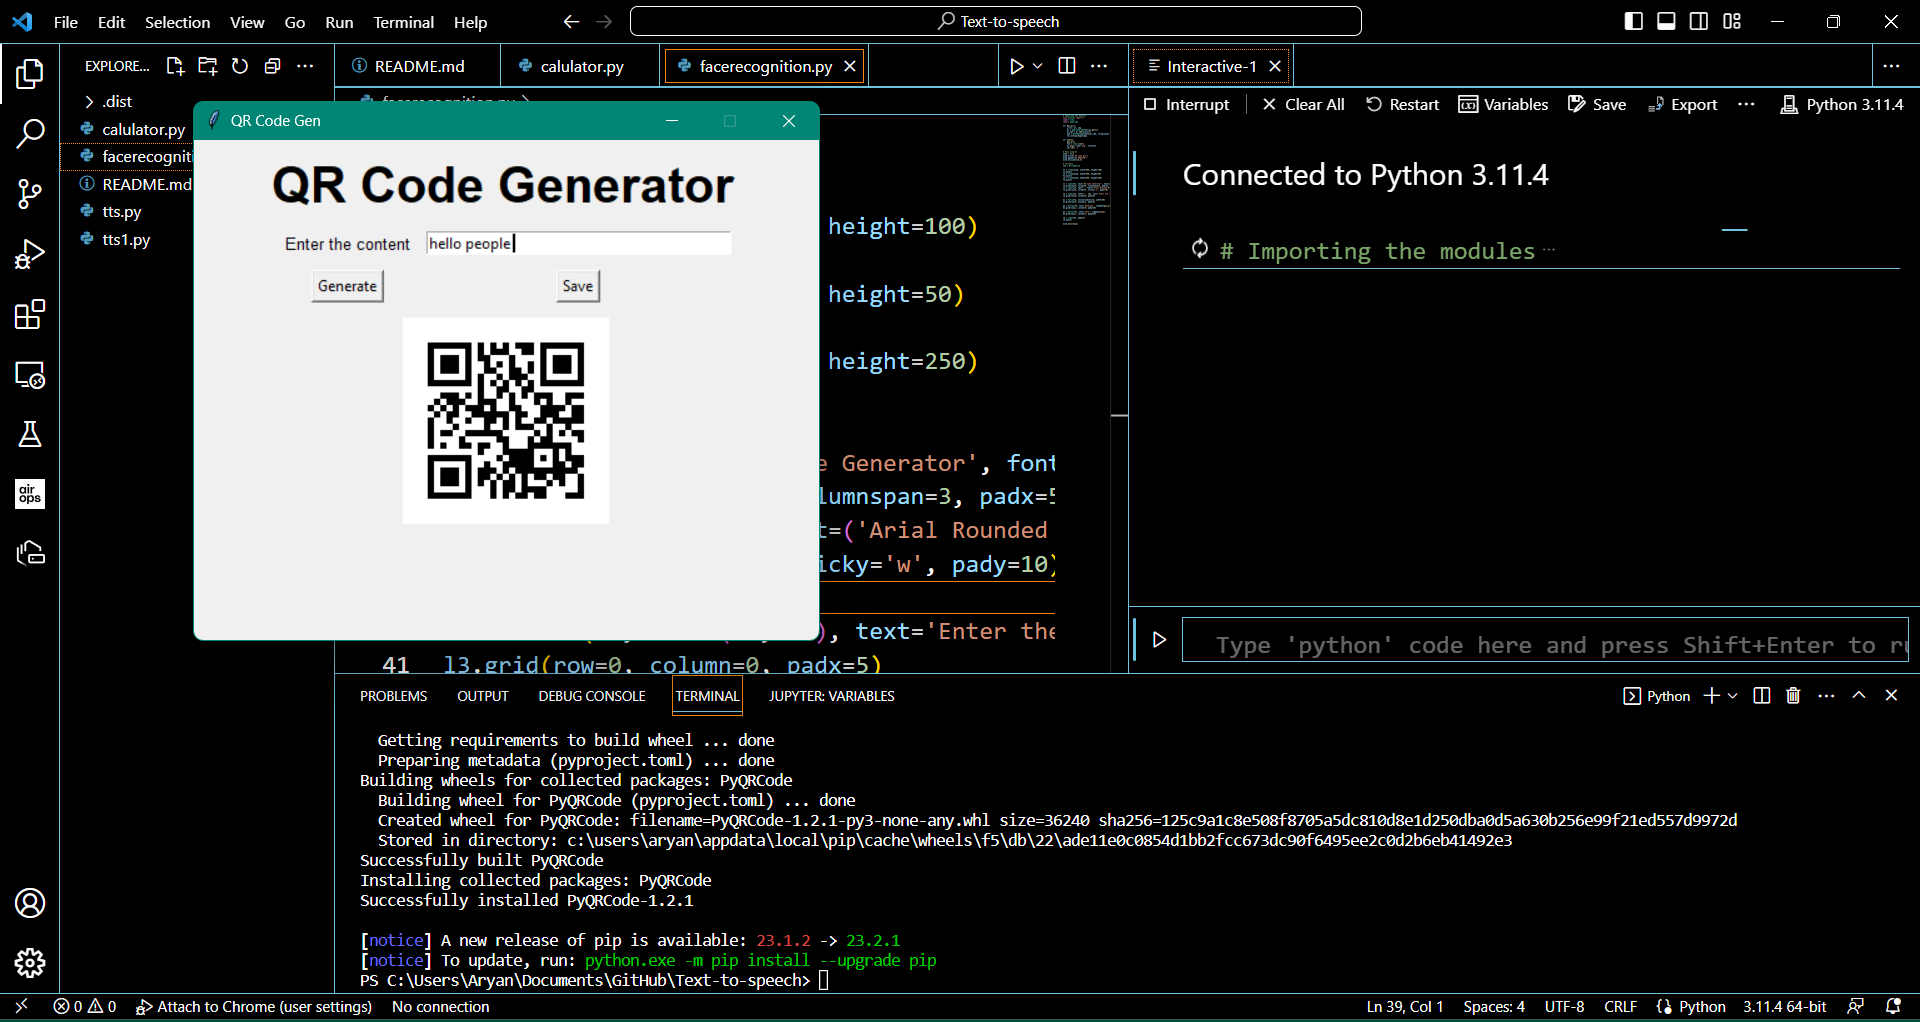 File Edit Selection View Go Run Terminal Help
Text-to-speech
EXPLORE...
.dist
calulator.py
facerecogniti
README.md
tts.py
tts1.py
air
ops
README.md
calulator.py
facerecognition.py
QR Code Gen
QR Code Generator
Enter the content hello people
Generate Save
height=100)
height=50)
height=250)
e Generator', font
lumnspan=3, padx=5
t=('Arial Rounded
icky='w', pady=10)
), text='Enter the
41 l3.grid(row=0, column=0, padx=5)
Interactive-1
Interrupt Clear All Restart Variables Save Export ... Python 3.11.4
Connected to Python 3.11.4
# Importing the modules ...
Type 'python' code here and press Shift+Enter to ru
PROBLEMS OUTPUT DEBUG CONSOLE TERMINAL JUPYTER: VARIABLES
Python
Getting requirements to build wheel ... done
Preparing metadata (pyproject.toml) ... done
Building wheels for collected packages: PyQRCode
Building wheel for PyQRCode (pyproject.toml) ... done
Created wheel for PyQRCode: filename=PyQRCode-1.2.1-py3-none-any.whl size=36240 sha256=125c9a1c8e508f8705a5dc810d8e1d250dba0d5a630b256e99f21ed557d9972d
Stored in directory: c:\users\aryan\appdata\local\pip\cache\wheels\f5\db\22\ade11e0c0854d1bb2fcc673dc90f6495ee2c0d2b6eb41492e3
Successfully built PyQRCode
Installing collected packages: PyQRCode
Successfully installed PyQRCode-1.2.1
[notice] A new release of pip is available: 23.1.2 -> 23.2.1
[notice] To update, run: python.exe -m pip install --upgrade pip
PS C:\Users\Aryan\Documents\GitHub\Text-to-speech>
0 0 Attach to Chrome (user settings) No connection
Ln 39, Col 1 Spaces: 4 UTF-8 CRLF Python 3.11.4 64-bit